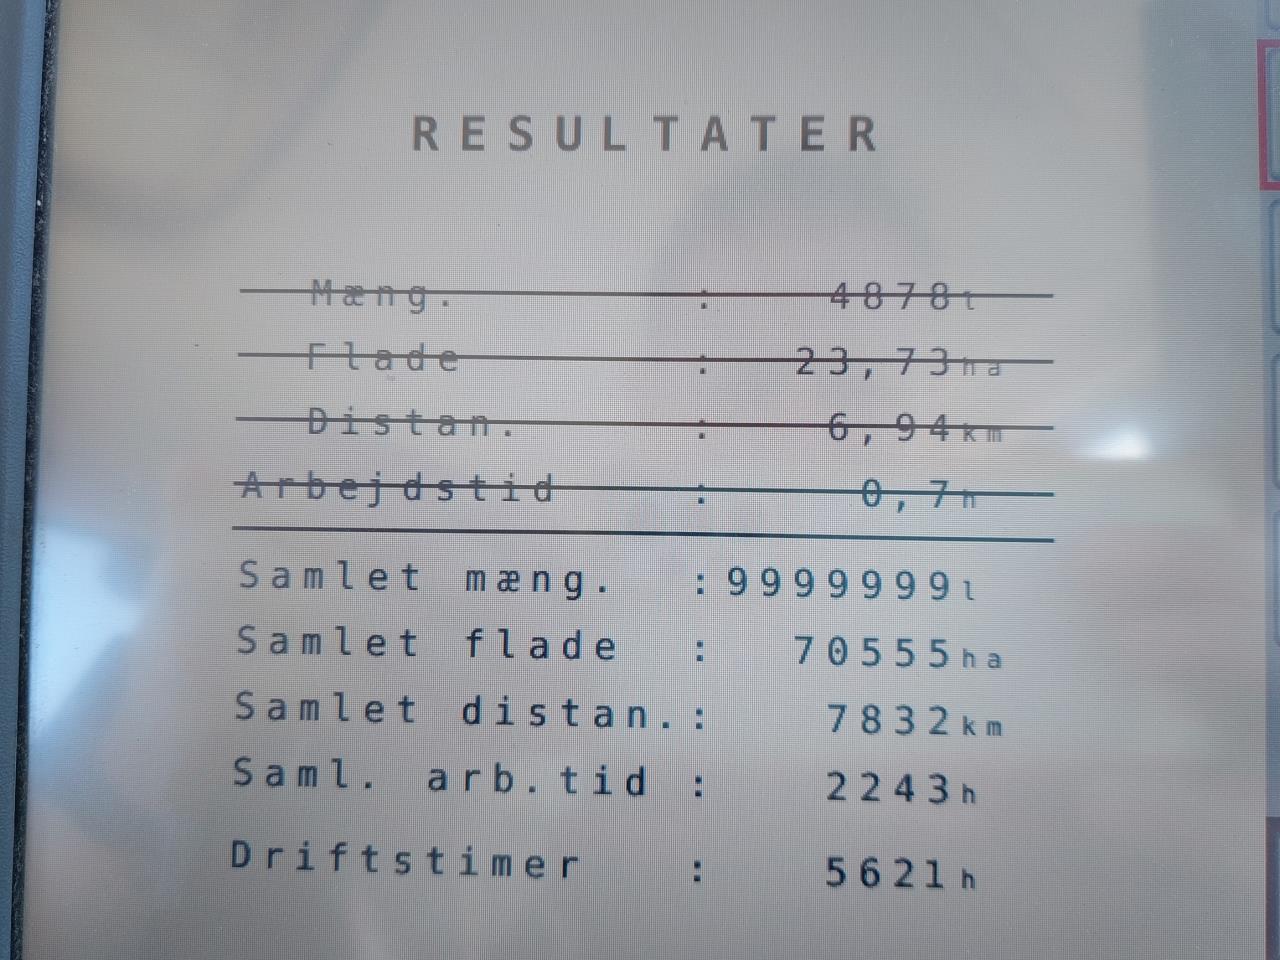 RESULTATER
Mæng. : 4878l
Flade : 23,73ha
Distan. : 6,94km
Arbejdstid : 0,7h
Samlet mæng. :9999999l
Samlet flade : 70555ha
Samlet distan.: 7832km
Saml. arb.tid : 2243h
Driftstimer : 5621h